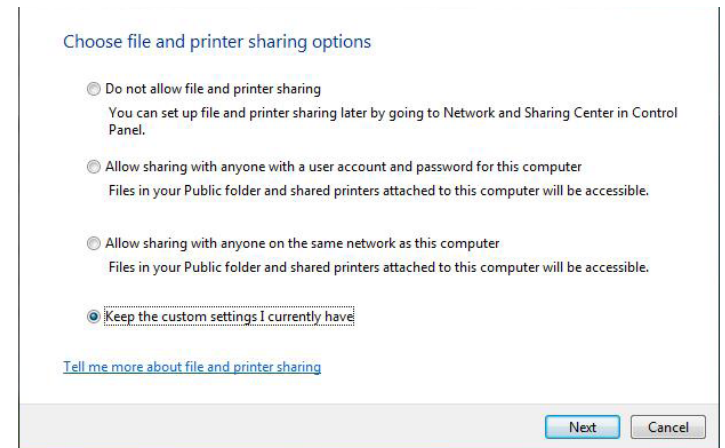 Choose file and printer sharing options
Do not allow file and printer sharing
You can set up file and printer sharing later by going to Network and Sharing Center in Control
Panel.
Allow sharing with anyone with a user account and password for this computer
Files in your Public folder and shared printers attached to this computer will be accessible.
Allow sharing with anyone on the same network as this computer
Files in your Public folder and shared printers attached to this computer will be accessible.
Keep the custom settings I currently have
Tell me more about file and printer sharing
Next
Cancel